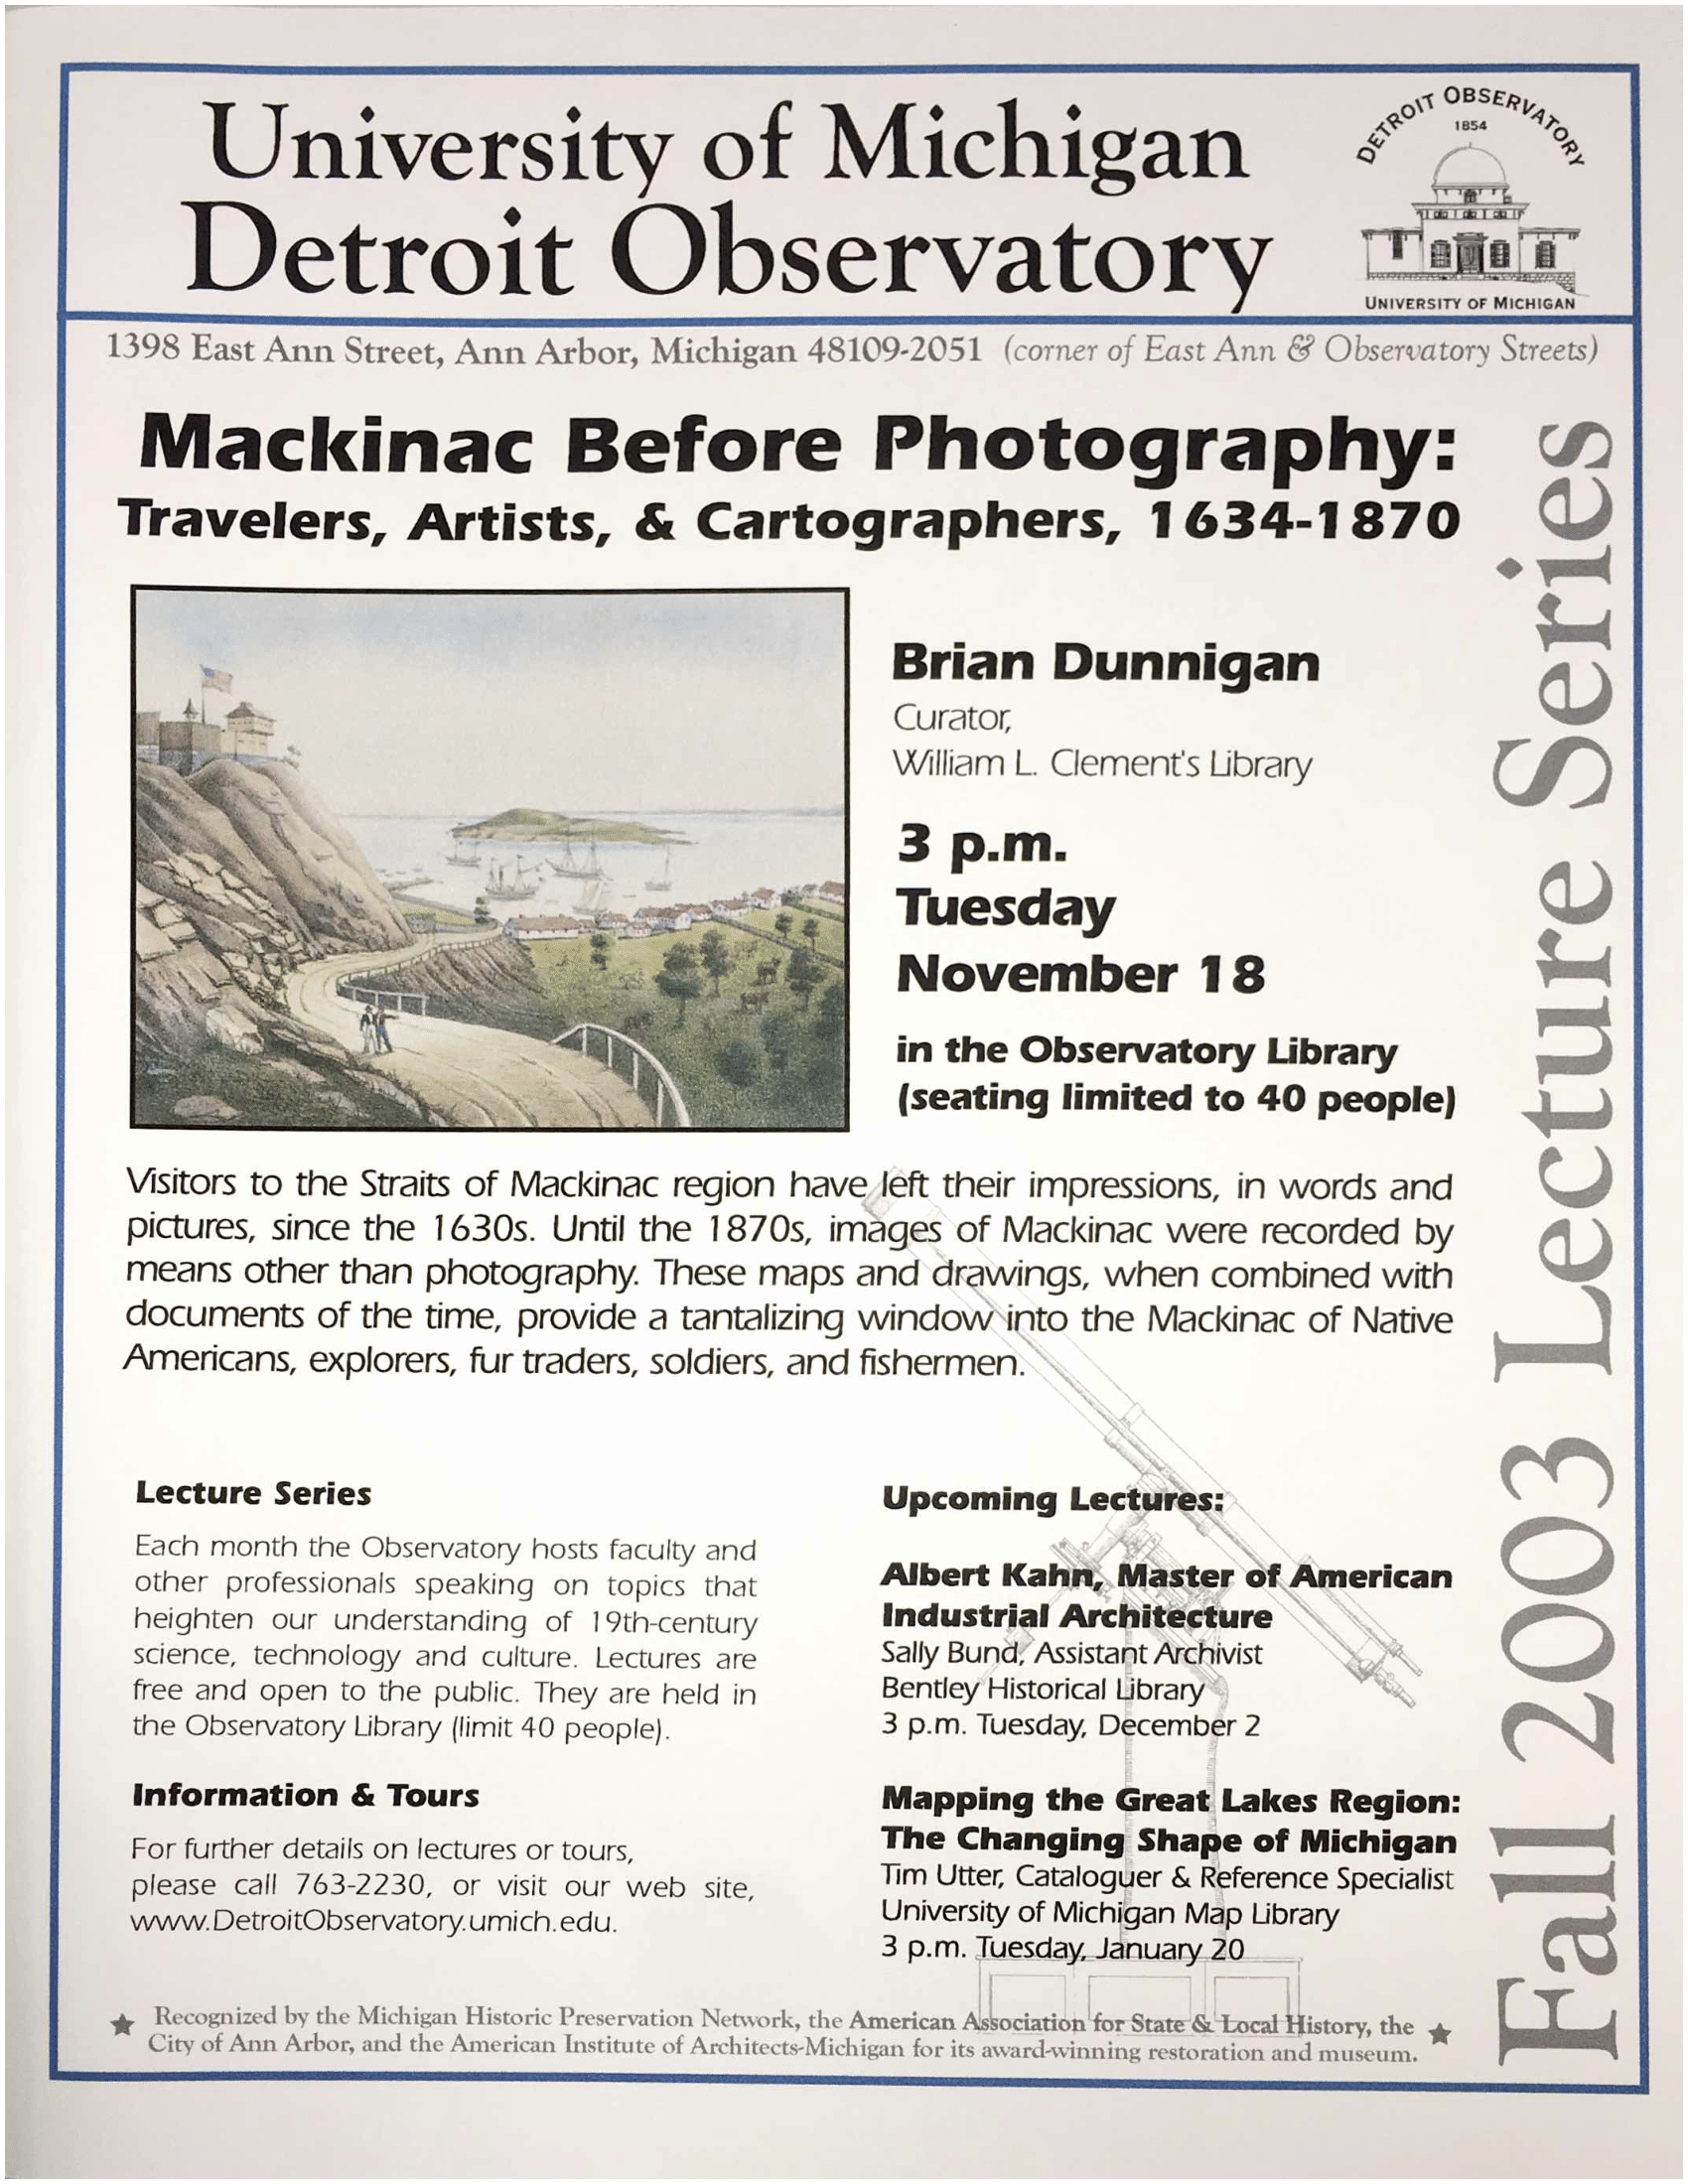 University of Michigan
Detroit Observatory
DETROIT OBSERVATORY
1854
UNIVERSITY OF MICHIGAN
1398 East Ann Street, Ann Arbor, Michigan 48109-2051 (corner of East Ann & Observatory Streets)
Mackinac Before Photography:
Travelers, Artists, & Cartographers, 1634-1870
Brian Dunnigan
Curator,
William L. Clement's Library
3 p.m.
Tuesday
November 18
in the Observatory Library
(seating limited to 40 people)
Visitors to the Straits of Mackinac region have left their impressions, in words and
pictures, since the 1630s. Until the 1870s, images of Mackinac were recorded by
means other than photography. These maps and drawings, when combined with
documents of the time, provide a tantalizing window into the Mackinac of Native
Americans, explorers, fur traders, soldiers, and fishermen.
Lecture Series
Each month the Observatory hosts faculty and
other professionals speaking on topics that
heighten our understanding of 19th-century
science, technology and culture. Lectures are
free and open to the public. They are held in
the Observatory Library (limit 40 people).
Information & Tours
For further details on lectures or tours,
please call 763-2230, or visit our web site,
www.DetroitObservatory.umich.edu.
Upcoming Lectures:
Albert Kahn, Master of American
Industrial Architecture
Sally Bund, Assistant Archivist
Bentley Historical Library
3 p.m. Tuesday, December 2
Mapping the Great Lakes Region:
The Changing Shape of Michigan
Tim Utter, Cataloguer & Reference Specialist
University of Michigan Map Library
3 p.m. Tuesday, January 20
Fall 2003 Lecture Series
★ Recognized by the Michigan Historic Preservation Network, the American Association for State & Local History, the ★
City of Ann Arbor, and the American Institute of Architects-Michigan for its award-winning restoration and museum.